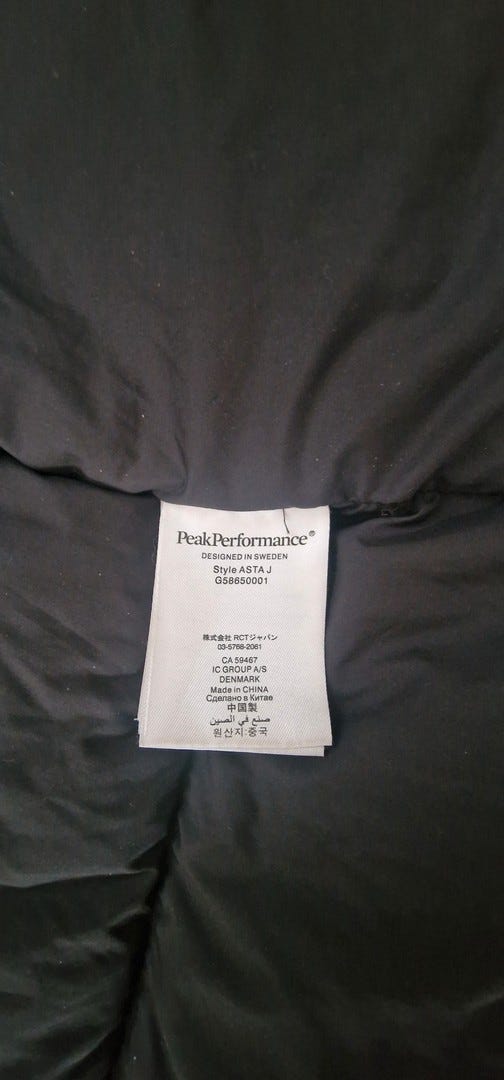 PeakPerformance®
DESIGNED IN SWEDEN
Style ASTA J
G58650001
株式会社 RCTジャパン
03-5768-2061
CA 59467
IC GROUP A/S
DENMARK
Made in CHINA
Сделано в Китае
中国製
صنع في الصين
원산지:중국